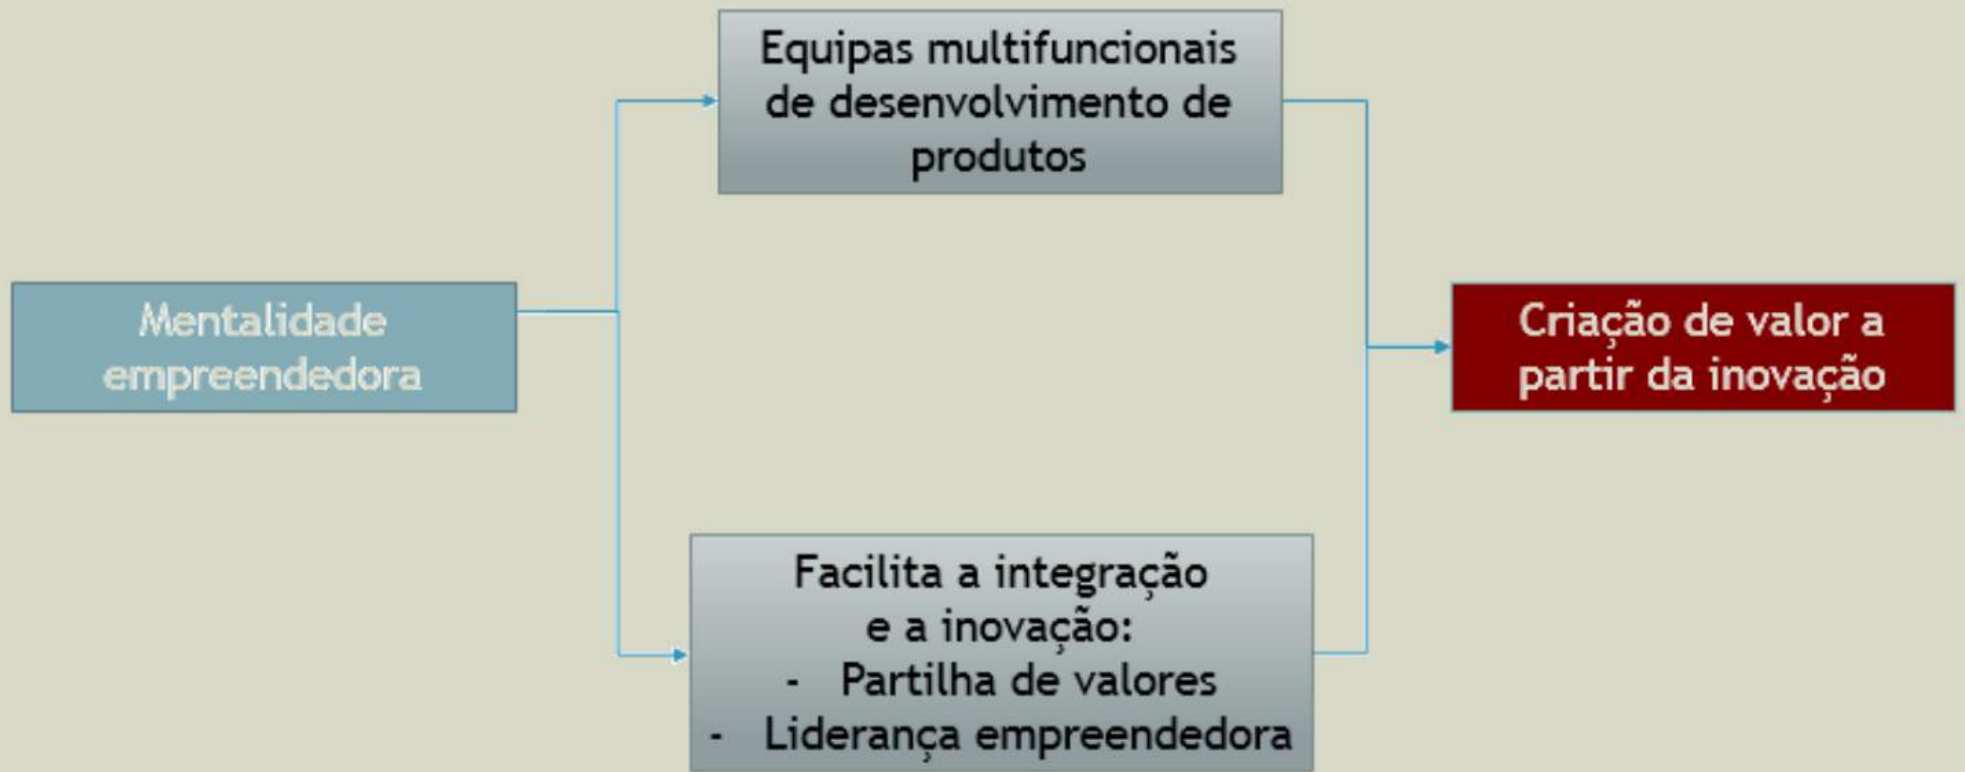 Equipas multifuncionais
de desenvolvimento de
produtos
Mentalidade
empreendedora
Criação de valor a
partir da inovação
Facilita a integração
e a inovação:
- Partilha de valores
- Liderança empreendedora